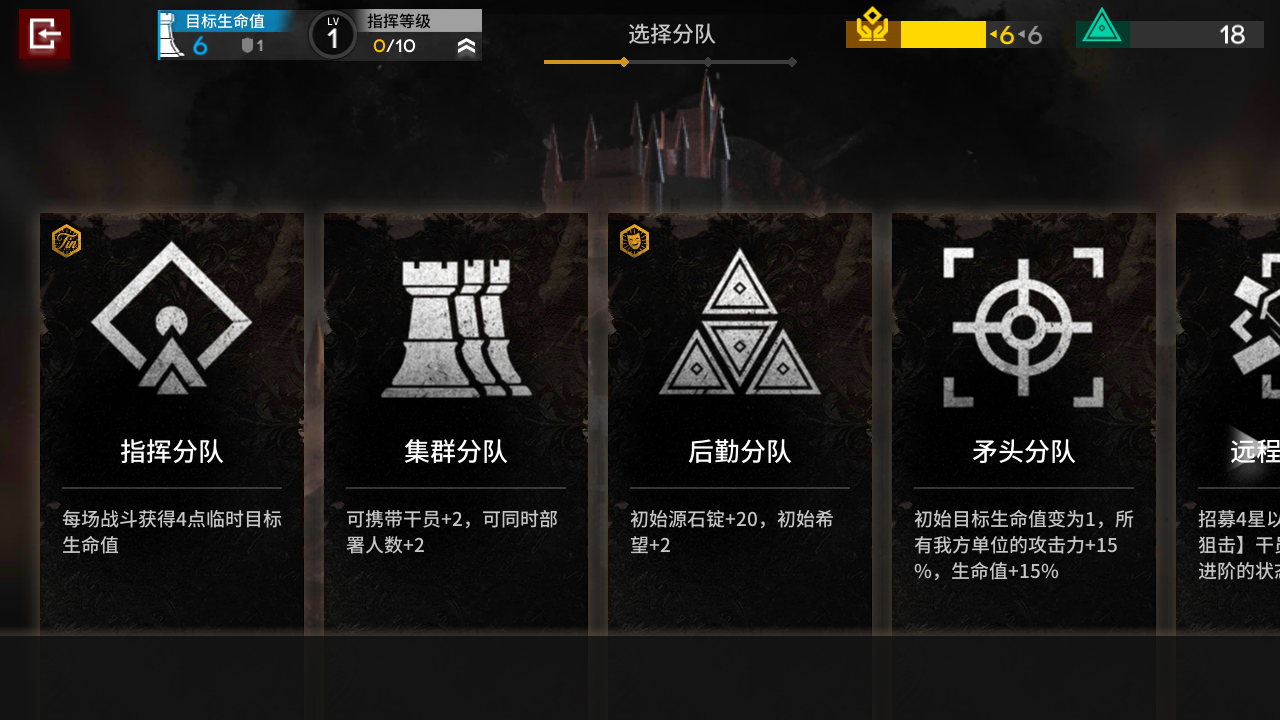 目标生命值
6
1
LV
1
指挥等级
0/10
选择分队
6
6
18
Tin
指挥分队
每场战斗获得4点临时目标
生命值
集群分队
可携带干员+2，可同时部
署人数+2
后勤分队
初始源石锭+20，初始希
望+2
矛头分队
初始目标生命值变为1，所
有我方单位的攻击力+15
%，生命值+15%
远程
招募4星以
狙击】干员
进阶的状态